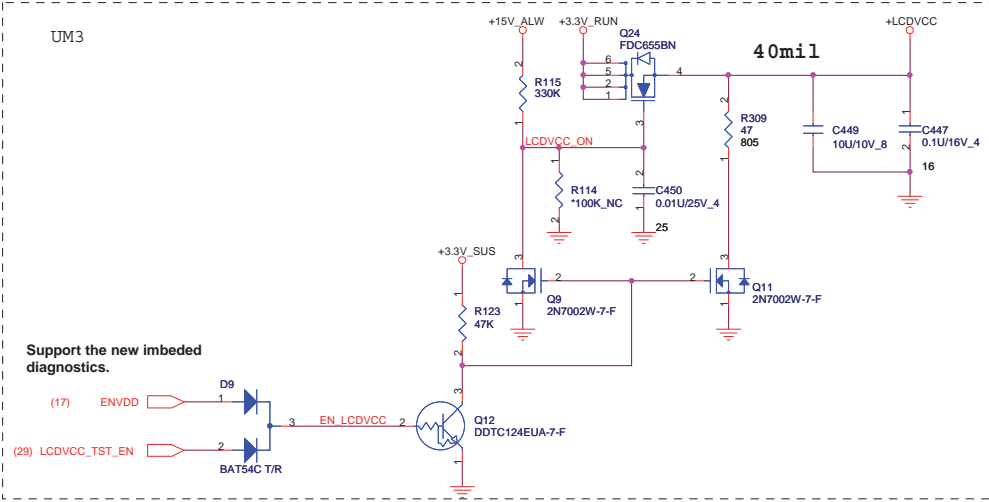 UM3
+15V_ALW
+3.3V_RUN
+LCDVCC
Q24
FDC655BN
40mil
6
5
2
1
4
3
2
R115
330K
1
2
R309
47
805
1
C449
10U/10V_8
1
C447
0.1U/16V_4
2
16
LCDVCC_ON
1
R114
*100K_NC
2
2
C450
0.01U/25V_4
1
25
+3.3V_SUS
3
2
Q9
2N7002W-7-F
1
3
2
Q11
2N7002W-7-F
1
1
R123
47K
2
Support the new imbeded
diagnostics.
D9
(17) ENVDD
1
3
EN_LCDVCC
2
3
Q12
DDTC124EUA-7-F
1
(29) LCDVCC_TST_EN
2
BAT54C T/R